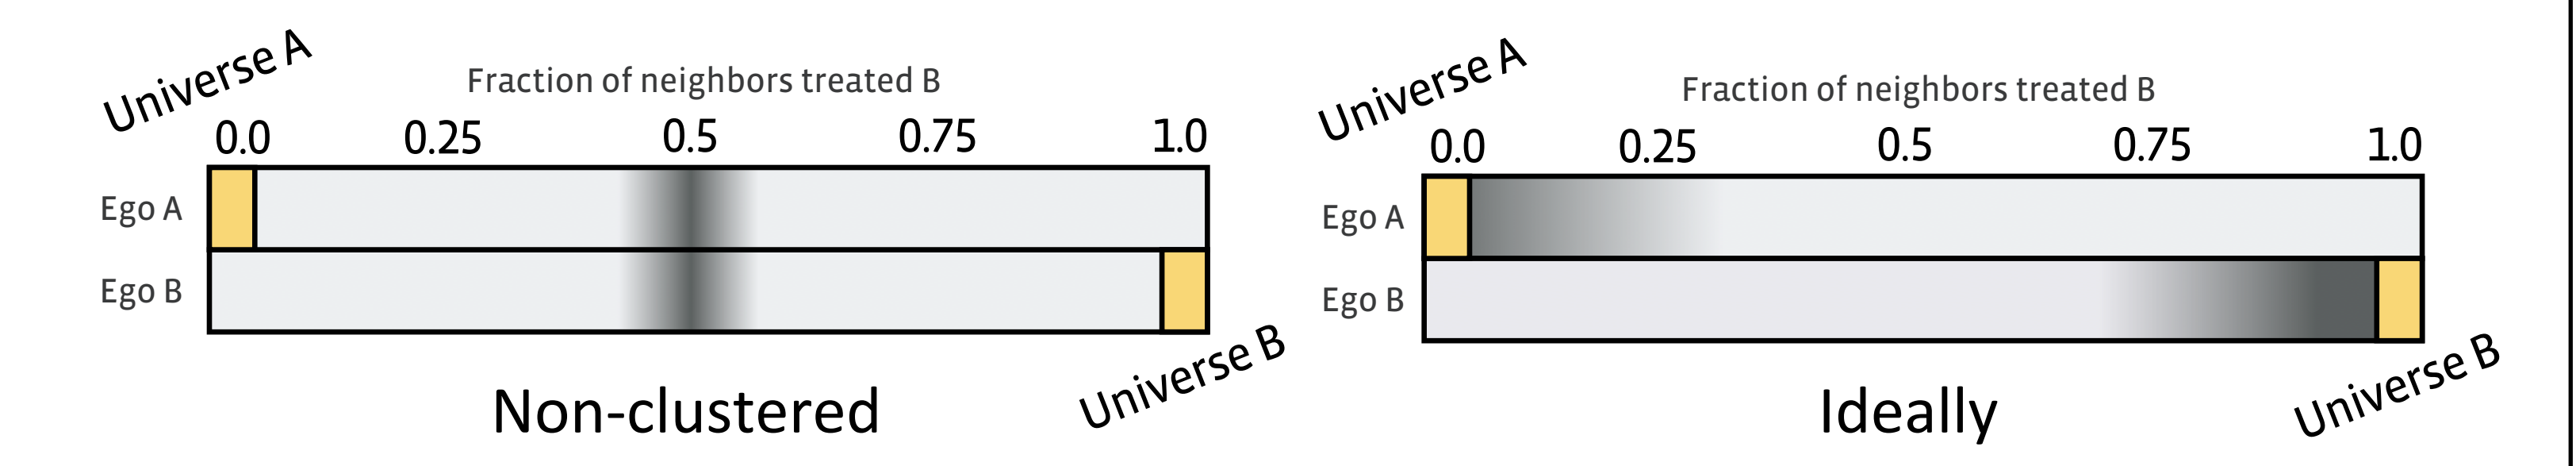 Universe A
Fraction of neighbors treated B
0.0 0.25 0.5 0.75 1.0
Ego A
Ego B
Universe B
Non-clustered
Universe A
Fraction of neighbors treated B
0.0 0.25 0.5 0.75 1.0
Ego A
Ego B
Universe B
Ideally